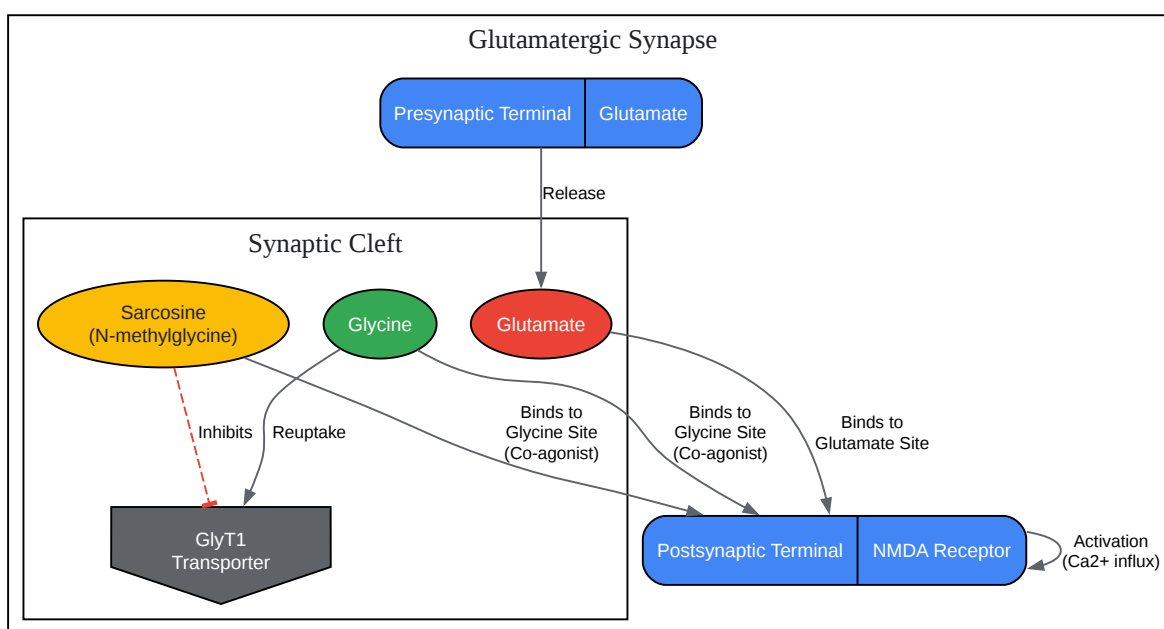 Glutamatergic Synapse
Presynaptic Terminal
Glutamate
Release
Synaptic Cleft
Sarcosine
(N-methylglycine)
Glycine
Glutamate
Inhibits
Reuptake
Binds to
Glycine Site
(Co-agonist)
Binds to
Glycine Site
(Co-agonist)
Binds to
Glutamate Site
GlyT1
Transporter
Postsynaptic Terminal
NMDA Receptor
Activation
(Ca2+ influx)